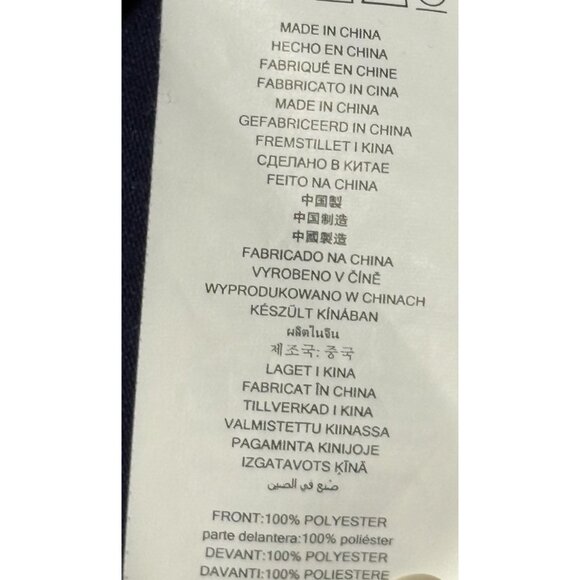 MADE IN CHINA
HECHO EN CHINA
FABRIQUÉ EN CHINE
FABBRICATO IN CINA
MADE IN CHINA
GEFABRICEERD IN CHINA
FREMSTILLET I KINA
СДЕЛАНО В КИТАЕ
FEITO NA CHINA
中国製
中国制造
中國製造
FABRICADO NA CHINA
VYROBENO V ČÍNĚ
WYPRODUKOWANO W CHINACH
KÉSZÜLT KÍNÁBAN
ผลิตในจีน
제조국: 중국
LAGET I KINA
FABRICAT ÎN CHINA
TILLVERKAD I KINA
VALMISTETTU KIINASSA
PAGAMINTA KINIJOJE
IZGATAVOTS ĶĪNĀ
صنع في الصين
FRONT:100% POLYESTER
parte delantera:100% poliéster
DEVANT:100% POLYESTER
DAVANTI:100% POLIESTERE